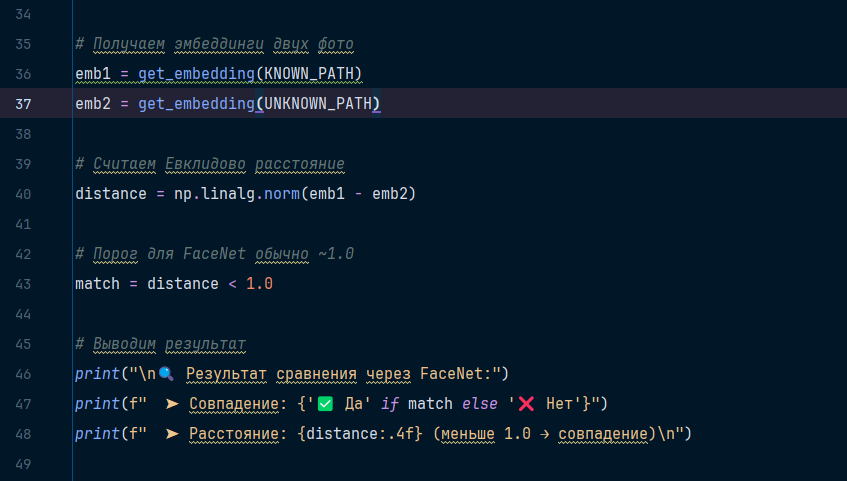 34
35 # Получаем эмбеддинги двух фото
36 emb1 = get_embedding(KNOWN_PATH)
37 emb2 = get_embedding(UNKNOWN_PATH)
38
39 # Считаем Евклидово расстояние
40 distance = np.linalg.norm(emb1 - emb2)
41
42 # Порог для FaceNet обычно ~1.0
43 match = distance < 1.0
44
45 # Выводим результат
46 print("\n🔍 Результат сравнения через FaceNet:")
47 print(f"  ➤ Совпадение: {'✅ Да' if match else '❌ Нет'}")
48 print(f"  ➤ Расстояние: {distance:.4f} (меньше 1.0 → совпадение)\n")
49